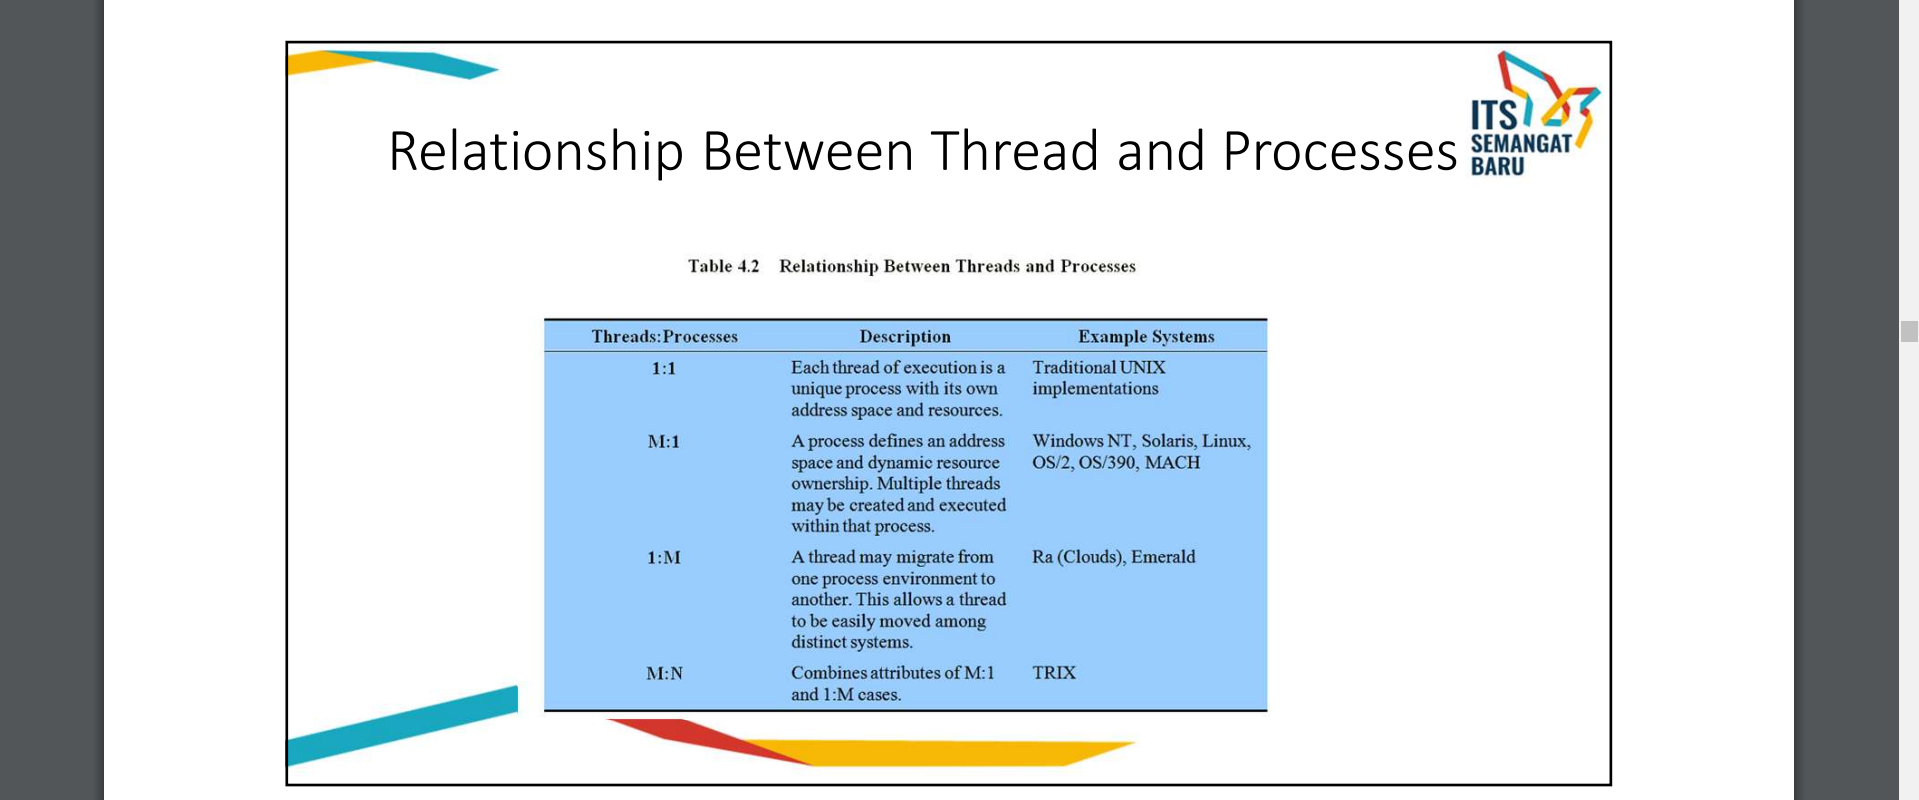 ITS
SEMANGAT
BARU
Relationship Between Thread and Processes
Table 4.2 Relationship Between Threads and Processes
Threads:Processes Description Example Systems
1:1 Each thread of execution is a Traditional UNIX
unique process with its own implementations
address space and resources.
M:1 A process defines an address Windows NT, Solaris, Linux,
space and dynamic resource OS/2, OS/390, MACH
ownership. Multiple threads
may be created and executed
within that process.
1:M A thread may migrate from Ra (Clouds), Emerald
one process environment to
another. This allows a thread
to be easily moved among
distinct systems.
M:N Combines attributes of M:1 TRIX
and 1:M cases.